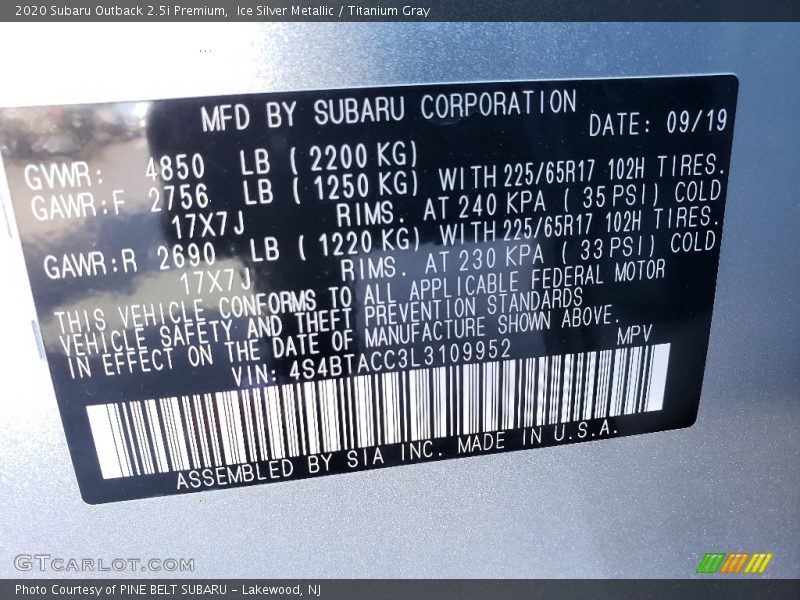 2020 Subaru Outback 2.5i Premium,  Ice Silver Metallic / Titanium Gray
MFD BY SUBARU CORPORATION
DATE: 09/19
GVWR: 4850 LB ( 2200 KG)
GAWR:F 2756 LB ( 1250 KG) WITH 225/65R17 102H TIRES.
17X7J RIMS. AT 240 KPA ( 35 PSI) COLD
GAWR:R 2690 LB ( 1220 KG) WITH 225/65R17 102H TIRES.
17X7J RIMS. AT 230 KPA ( 33 PSI) COLD
THIS VEHICLE CONFORMS TO ALL APPLICABLE FEDERAL MOTOR
VEHICLE SAFETY AND THEFT PREVENTION STANDARDS
IN EFFECT ON THE DATE OF MANUFACTURE SHOWN ABOVE.
VIN: 4S4BTACC3L3109952 MPV
ASSEMBLED BY SIA INC. MADE IN U.S.A.
GTCARLOT.COM
Photo Courtesy of PINE BELT SUBARU - Lakewood, NJ